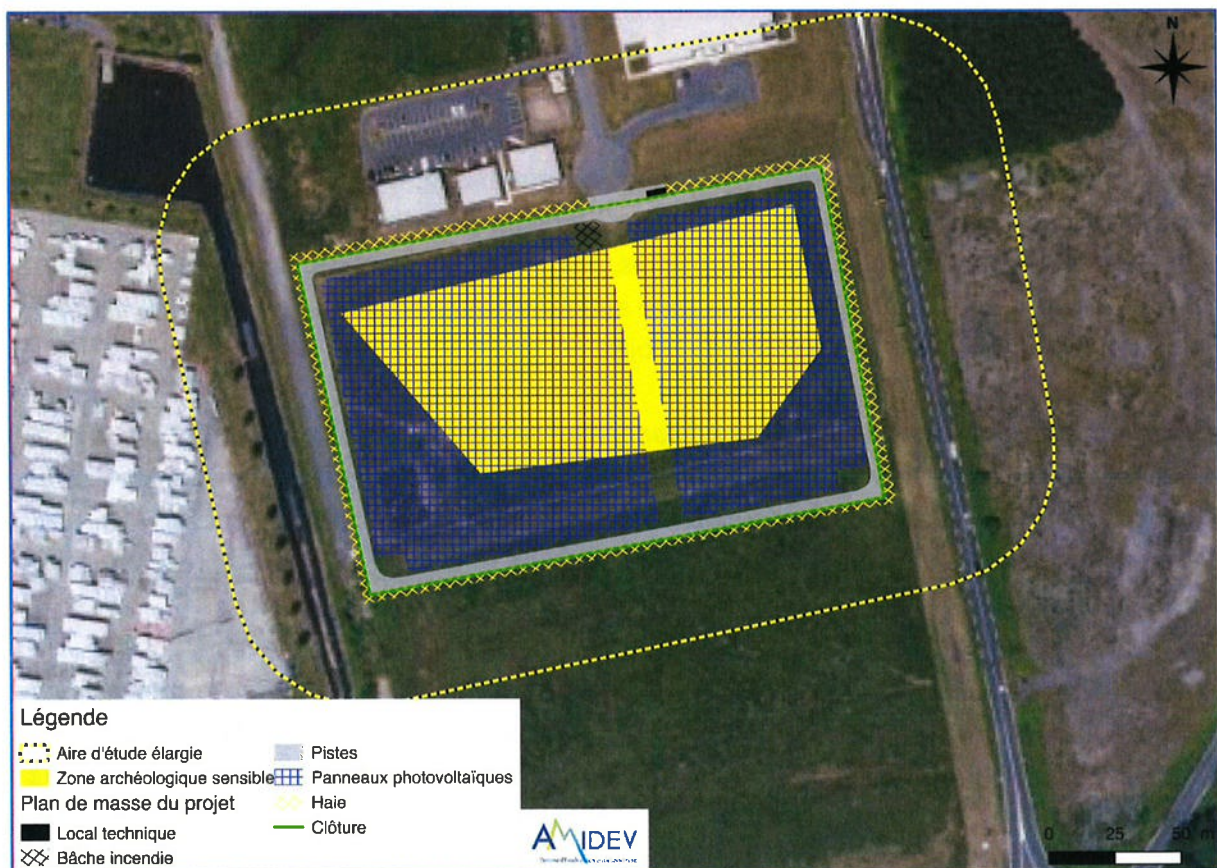 N
Légende
Aire d'étude élargie
Zone archéologique sensible
Plan de masse du projet
Local technique
Bâche incendie
Pistes
Panneaux photovoltaïques
Haie
Clôture
AMIDEV
0 25 50 m